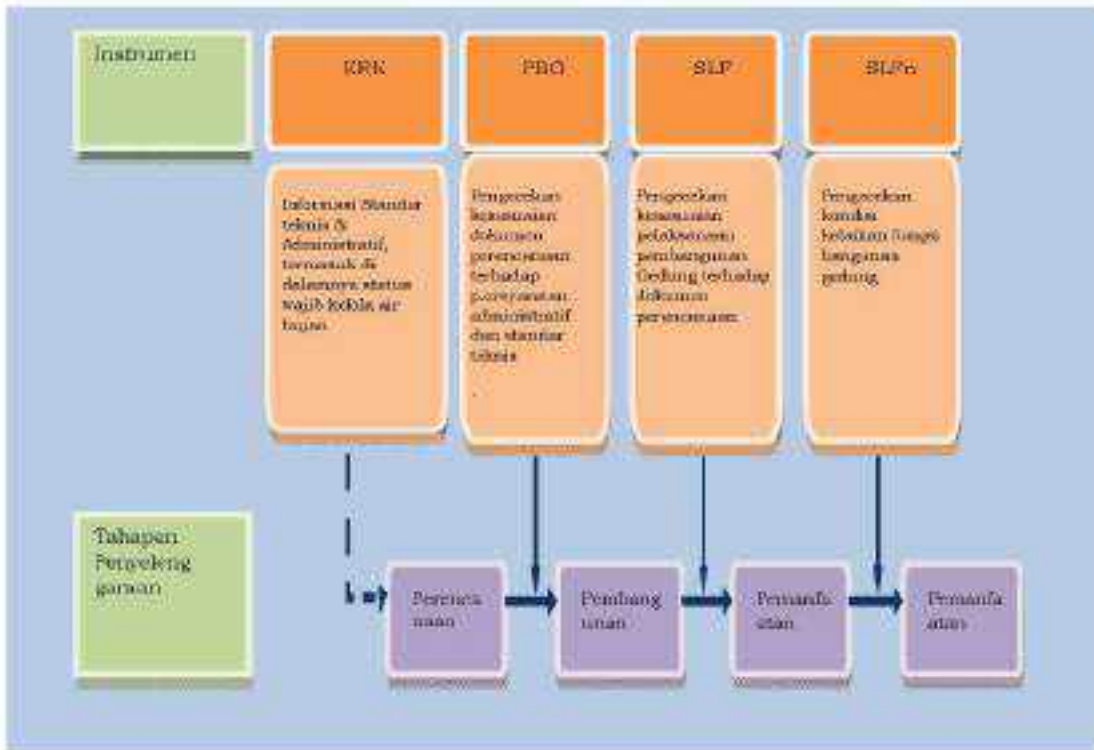 Instrumen
KRK
PBG
SLF
SLFn
Informasi Standar
teknis &
Administratif,
termasuk di
dalamnya status
wajib kelola air
hujan
Pengecekan
kesesuaian
dokumen
perencanaan
terhadap
persyaratan
administratif
dan standar
teknis
.
Pengecekan
kesesuaian
pelaksanaan
pembangunan
Gedung terhadap
dokumen
perencanaan
Pengecekan
kondisi
kelaikan fungsi
bangunan
gedung
Tahapan
Penyeleng
garaan
Perenca
naan
Pembang
unan
Pemanfa
atan
Pemanfa
atan